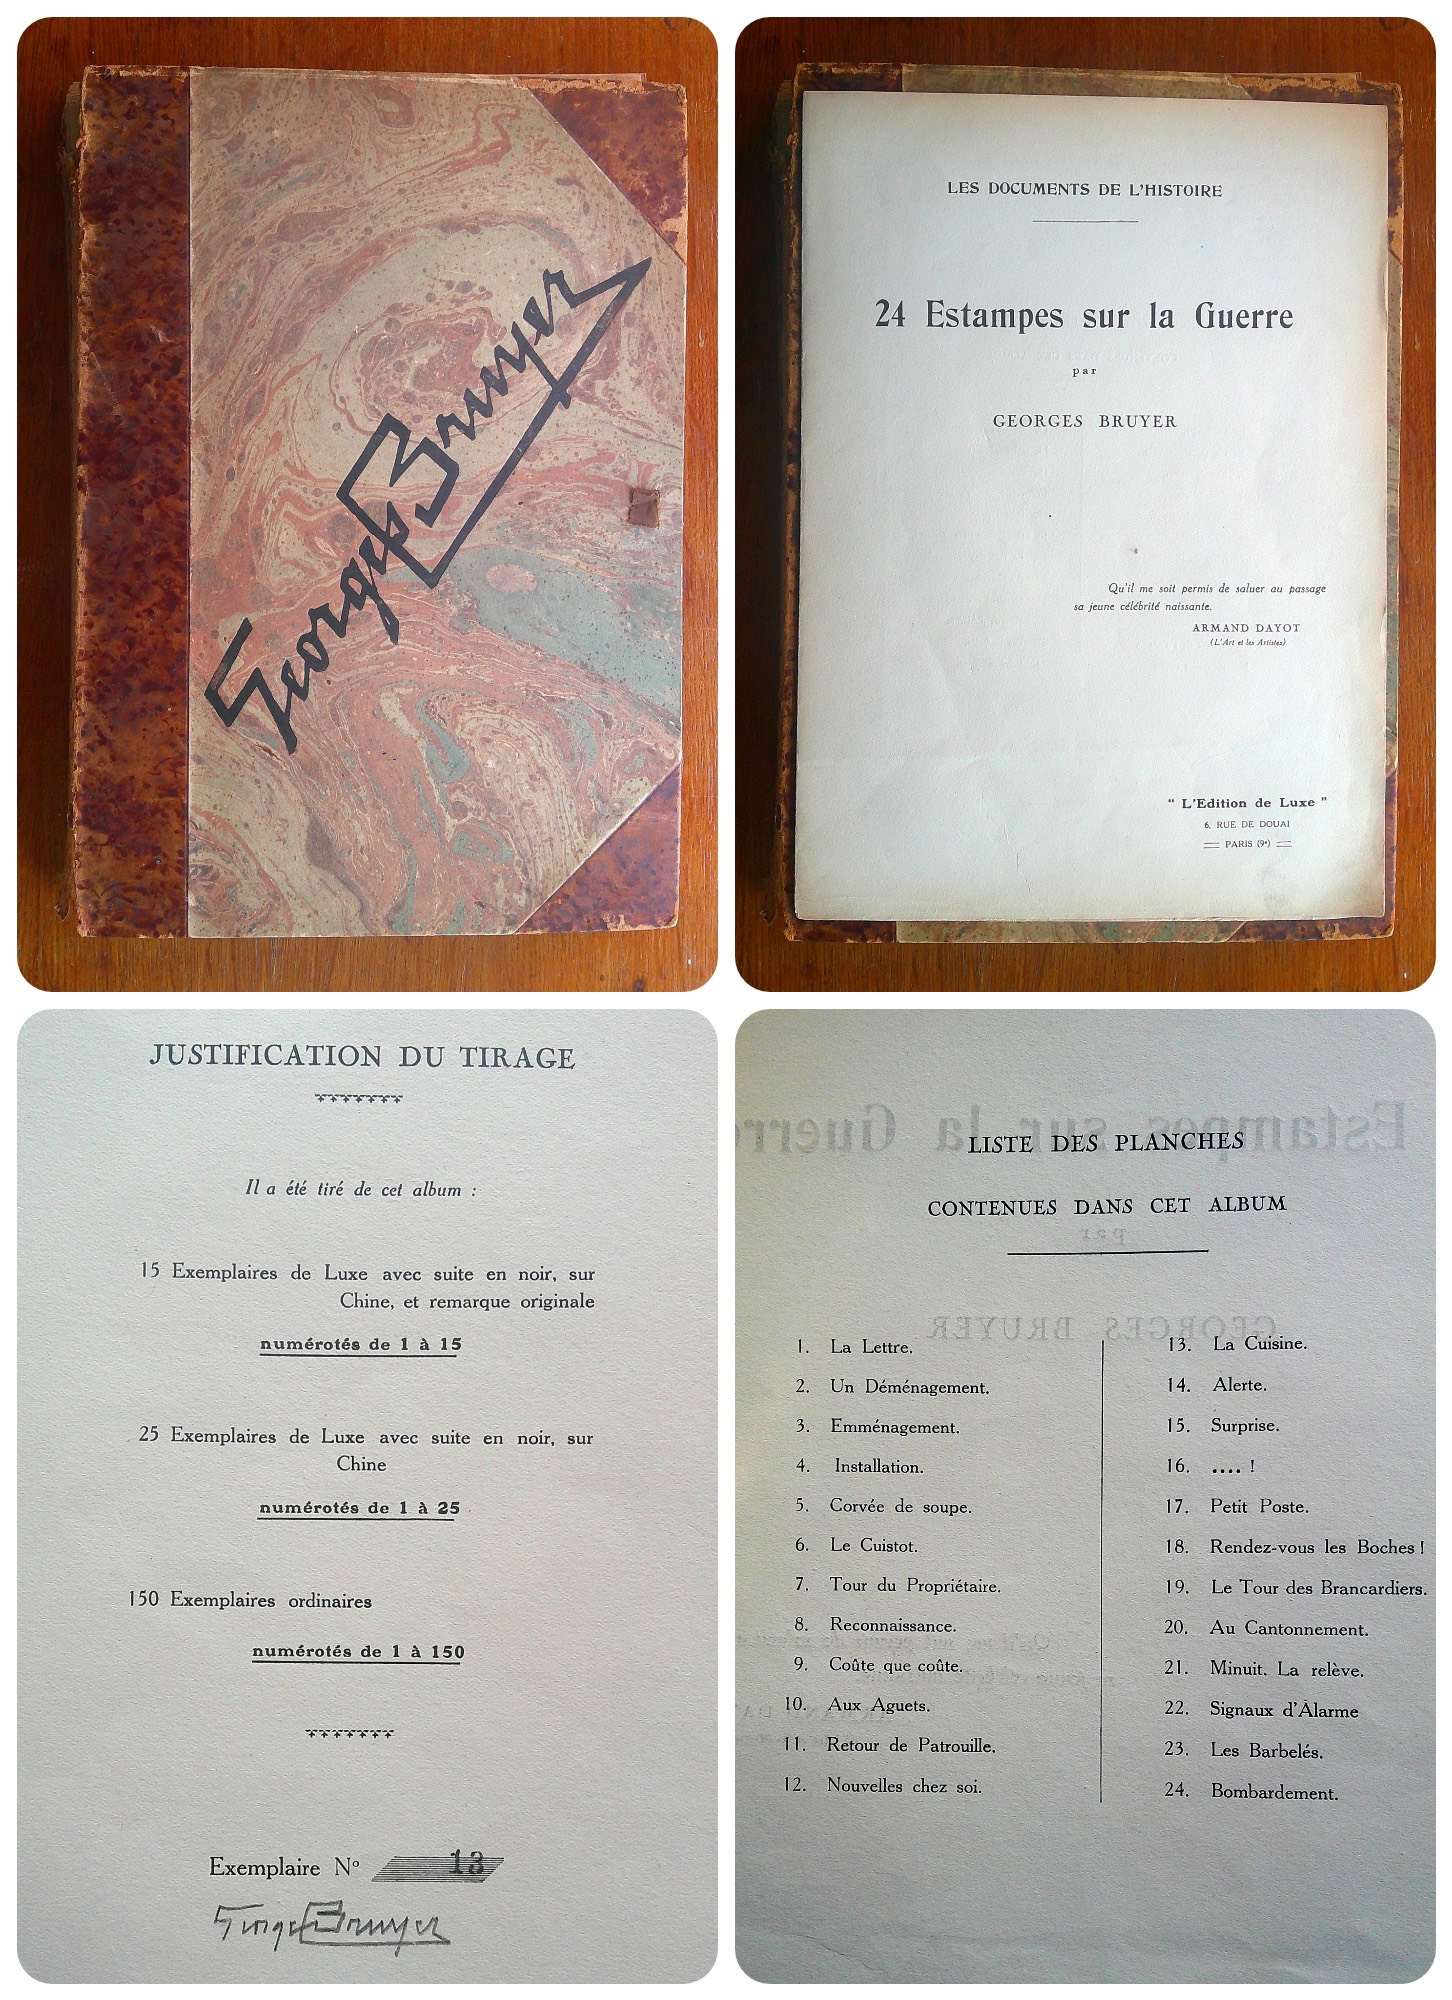 Georges Bruyer
LES DOCUMENTS DE L'HISTOIRE
24 Estampes sur la Guerre
par
GEORGES BRUYER
Qu'il me soit permis de saluer au passage
sa jeune célébrité naissante.
ARMAND DAYOT
(L'Art et les Artistes)
" L'Edition de Luxe "
6, RUE DE DOUAI
PARIS (9e)
JUSTIFICATION DU TIRAGE
Il a été tiré de cet album :
15 Exemplaires de Luxe avec suite en noir, sur
Chine, et remarque originale
numérotés de 1 à 15
25 Exemplaires de Luxe avec suite en noir, sur
Chine
numérotés de 1 à 25
150 Exemplaires ordinaires
numérotés de 1 à 150
Exemplaire No 13
Georges Bruyer
LISTE DES PLANCHES
CONTENUES DANS CET ALBUM
1. La Lettre.
2. Un Déménagement.
3. Emménagement.
4. Installation.
5. Corvée de soupe.
6. Le Cuistot.
7. Tour du Propriétaire.
8. Reconnaissance.
9. Coûte que coûte.
10. Aux Aguets.
11. Retour de Patrouille.
12. Nouvelles chez soi.
13. La Cuisine.
14. Alerte.
15. Surprise.
16. .... !
17. Petit Poste.
18. Rendez-vous les Boches !
19. Le Tour des Brancardiers.
20. Au Cantonnement.
21. Minuit. La relève.
22. Signaux d'Alarme
23. Les Barbelés.
24. Bombardement.